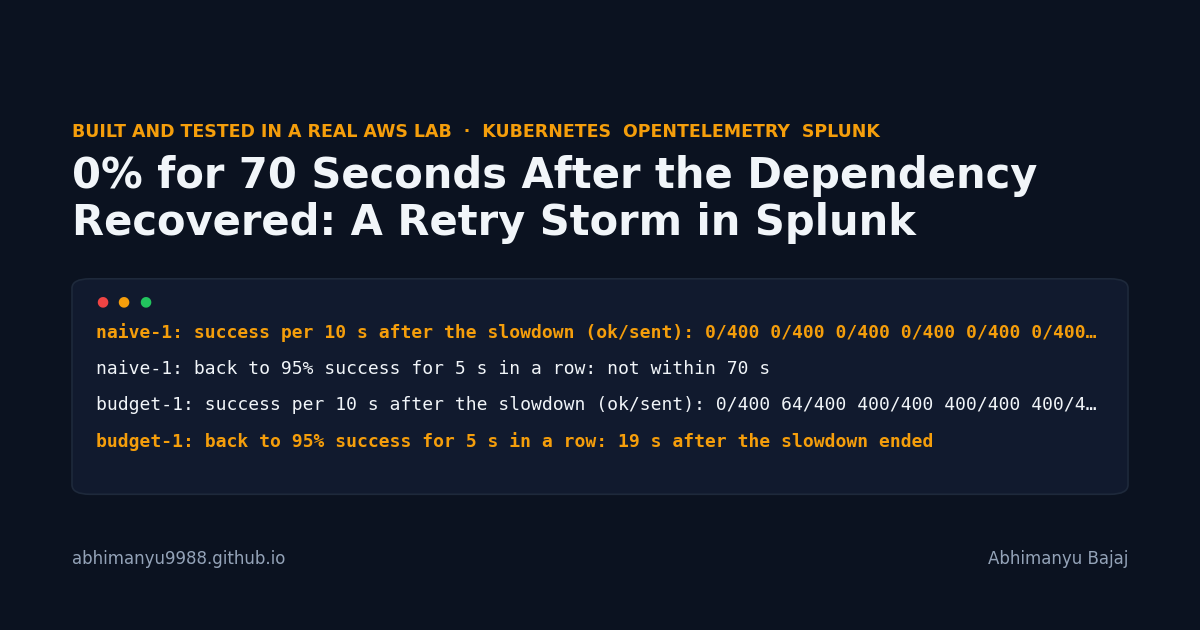 BUILT AND TESTED IN A REAL AWS LAB · KUBERNETES OPENTELEMETRY SPLUNK
0% for 70 Seconds After the Dependency
Recovered: A Retry Storm in Splunk
naive-1: success per 10 s after the slowdown (ok/sent): 0/400 0/400 0/400 0/400 0/400 0/400…
naive-1: back to 95% success for 5 s in a row: not within 70 s
budget-1: success per 10 s after the slowdown (ok/sent): 0/400 64/400 400/400 400/400 400/4…
budget-1: back to 95% success for 5 s in a row: 19 s after the slowdown ended
abhimanyu9988.github.io
Abhimanyu Bajaj